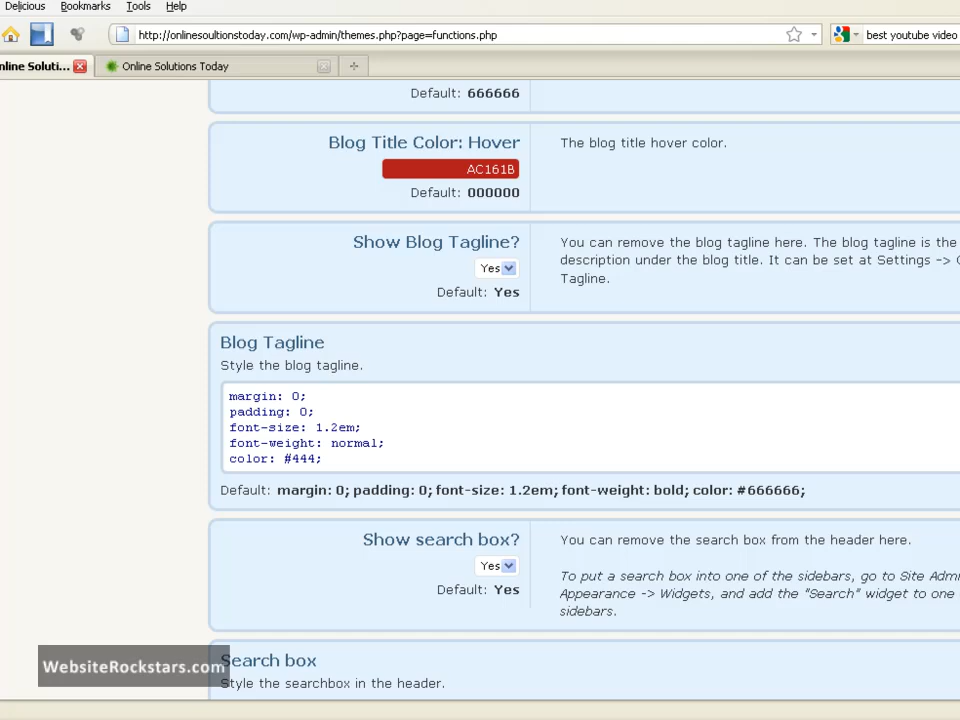 Delicious Bookmarks Tools Help
http://onlinesoultionstoday.com/wp-admin/themes.php?page=functions.php
best youtube video
nline Soluti...
Online Solutions Today
Default: 666666
Blog Title Color: Hover
The blog title hover color.
AC161B
Default: 000000
Show Blog Tagline?
You can remove the blog tagline here. The blog tagline is the
Yes
description under the blog title. It can be set at Settings ->
Tagline.
Default: Yes
Blog Tagline
Style the blog tagline.
margin: 0;
padding: 0;
font-size: 1.2em;
font-weight: normal;
color: #444;
Default: margin: 0; padding: 0; font-size: 1.2em; font-weight: bold; color: #666666;
Show search box?
You can remove the search box from the header here.
Yes
To put a search box into one of the sidebars, go to Site Adm
Default: Yes
Appearance -> Widgets, and add the "Search" widget to one
sidebars.
Search box
WebsiteRockstars.com
Style the searchbox in the header.